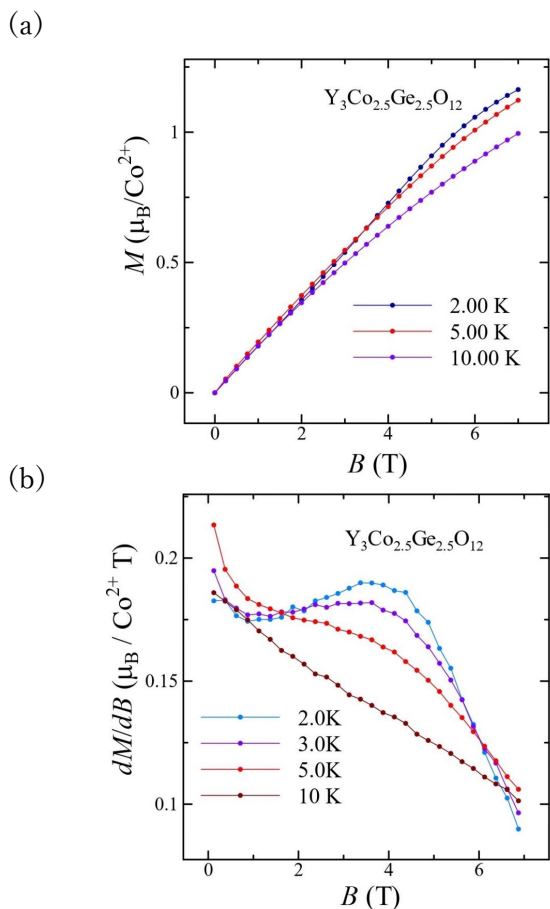 (a)
Y₃Co₂.₅Ge₂.₅O₁₂
1
0.5
0
M (μ_B/Co²⁺)
2.00 K
5.00 K
10.00 K
0 2 4 6
B (T)
(b)
Y₃Co₂.₅Ge₂.₅O₁₂
0.2
0.15
0.1
dM/dB (μ_B / Co²⁺ T)
2.0K
3.0K
5.0K
10 K
0 2 4 6
B (T)